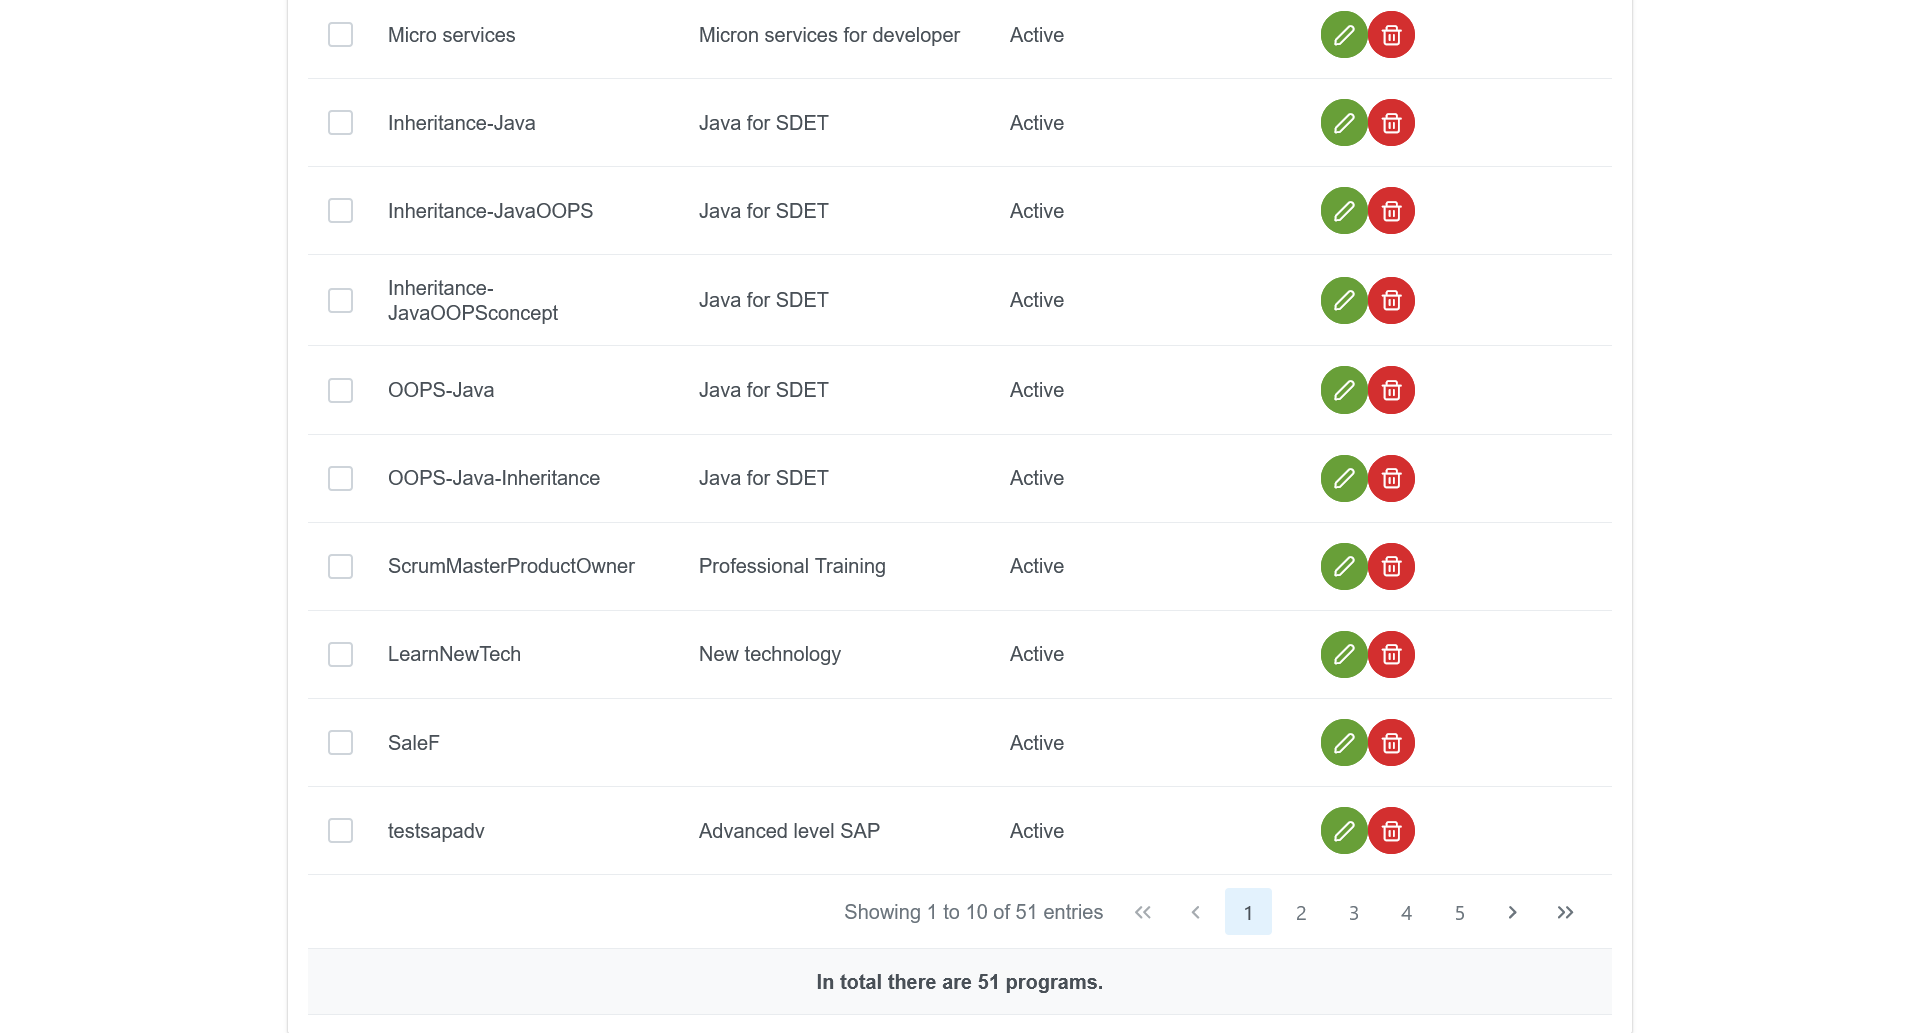 Micro services Micron services for developer Active
Inheritance-Java Java for SDET Active
Inheritance-JavaOOPS Java for SDET Active
Inheritance-
JavaOOPSconcept Java for SDET Active
OOPS-Java Java for SDET Active
OOPS-Java-Inheritance Java for SDET Active
ScrumMasterProductOwner Professional Training Active
LearnNewTech New technology Active
SaleF Active
testsapadv Advanced level SAP Active
Showing 1 to 10 of 51 entries 1 2 3 4 5
In total there are 51 programs.